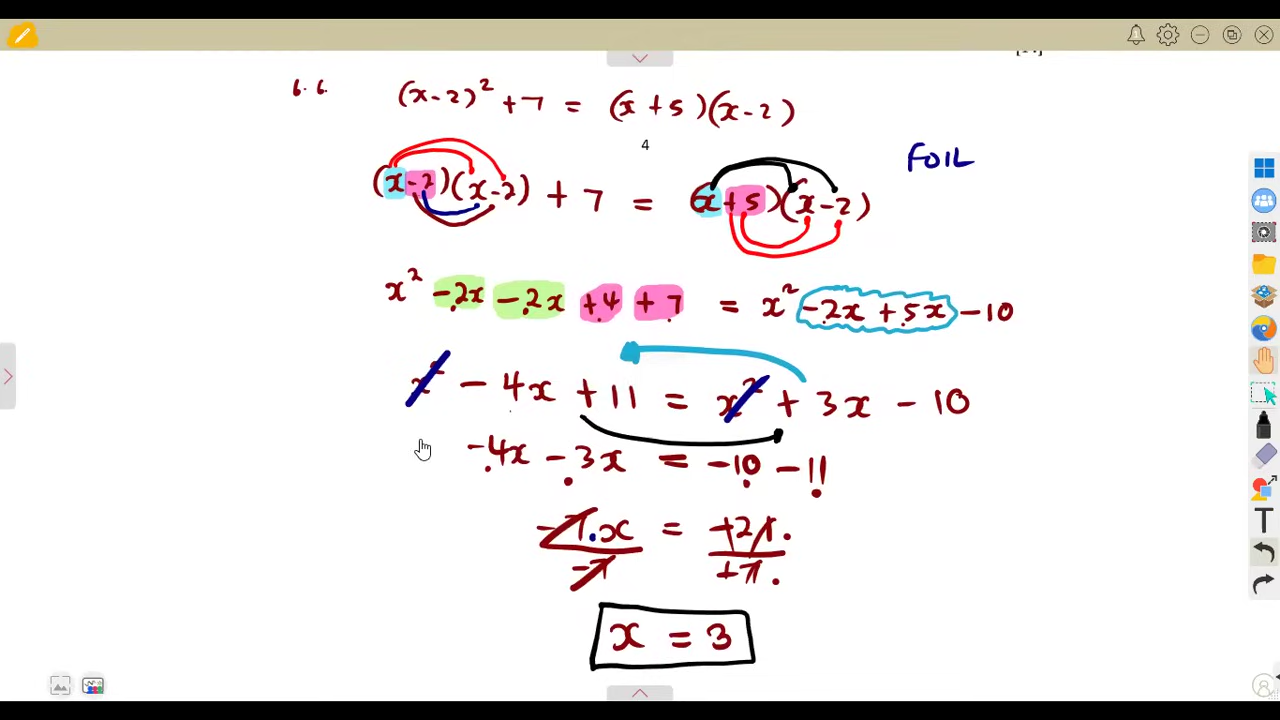 6.6. (x-2)² +7 = (x+5)(x-2)
4
FOIL
(x-2)(x-2) + 7 = (x+5)(x-2)
x² -2x -2x +4 +7 = x² -2x +5x -10
x² - 4x + 11 = x² + 3x - 10
-4x - 3x = -10 - 11
-7.x = +21.
-7 +7.
x = 3
T